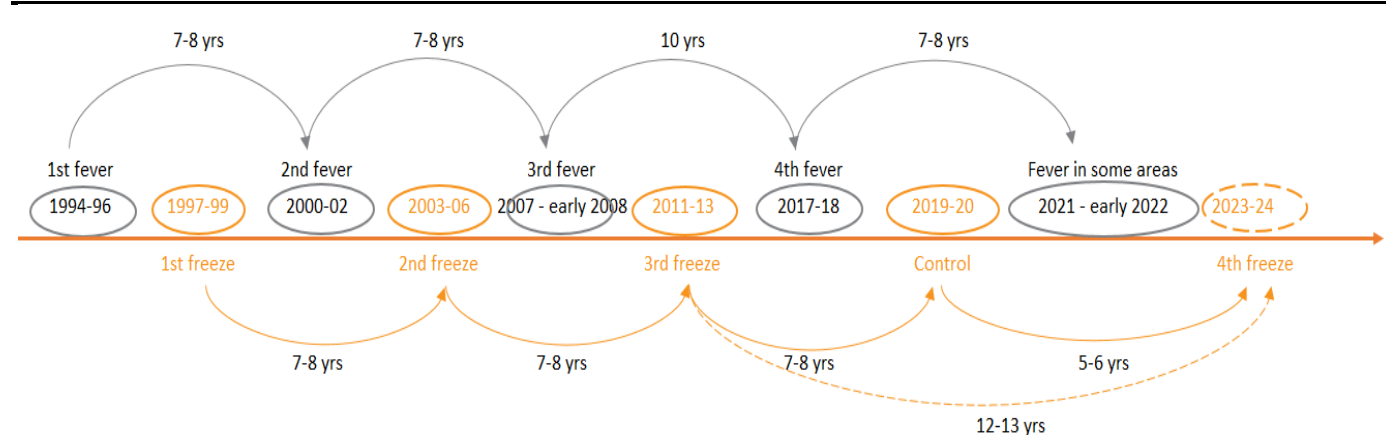 7-8 yrs 7-8 yrs 10 yrs 7-8 yrs
1st fever 2nd fever 3rd fever 4th fever Fever in some areas
1994-96 1997-99 2000-02 2003-06 2007 - early 2008 2011-13 2017-18 2019-20 2021 - early 2022 2023-24
1st freeze 2nd freeze 3rd freeze Control 4th freeze
7-8 yrs 7-8 yrs 7-8 yrs 5-6 yrs
12-13 yrs